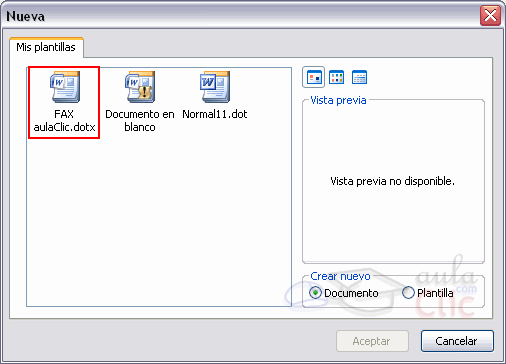 Nueva
Mis plantillas
FAX
aulaClic.dotx
Documento en
blanco
Normal11.dot
Vista previa
Vista previa no disponible.
Crear nuevo
Documento
Plantilla
aula
.com
CLIC
Aceptar
Cancelar